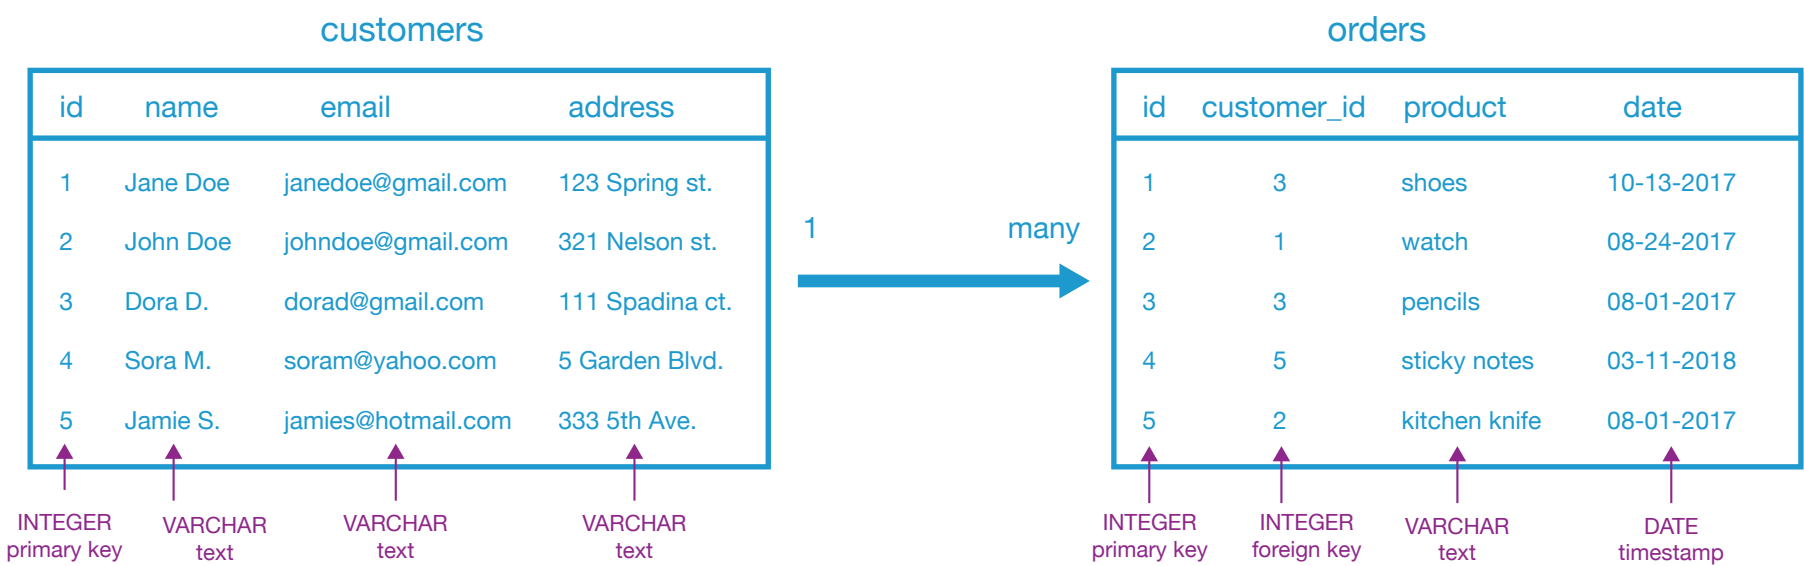 customers
id name email address
1 Jane Doe janedoe@gmail.com 123 Spring st.
2 John Doe johndoe@gmail.com 321 Nelson st.
3 Dora D. dorad@gmail.com 111 Spadina ct.
4 Sora M. soram@yahoo.com 5 Garden Blvd.
5 Jamie S. jamies@hotmail.com 333 5th Ave.
INTEGER VARCHAR VARCHAR VARCHAR
primary key text text text
1 many
orders
id customer_id product date
1 3 shoes 10-13-2017
2 1 watch 08-24-2017
3 3 pencils 08-01-2017
4 5 sticky notes 03-11-2018
5 2 kitchen knife 08-01-2017
INTEGER INTEGER VARCHAR DATE
primary key foreign key text timestamp